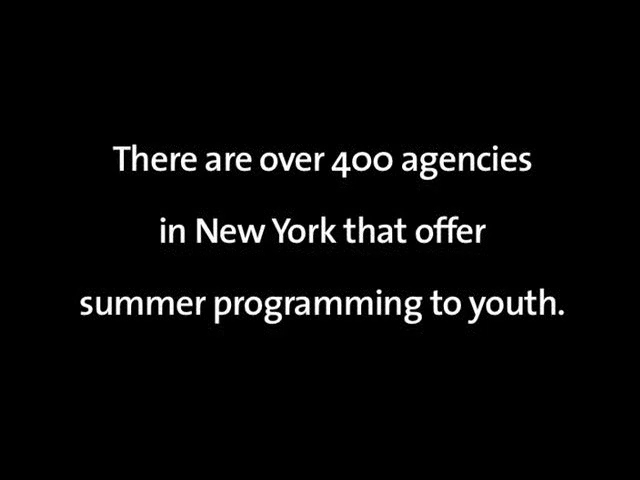 There are over 400 agencies
in New York that offer
summer programming to youth.